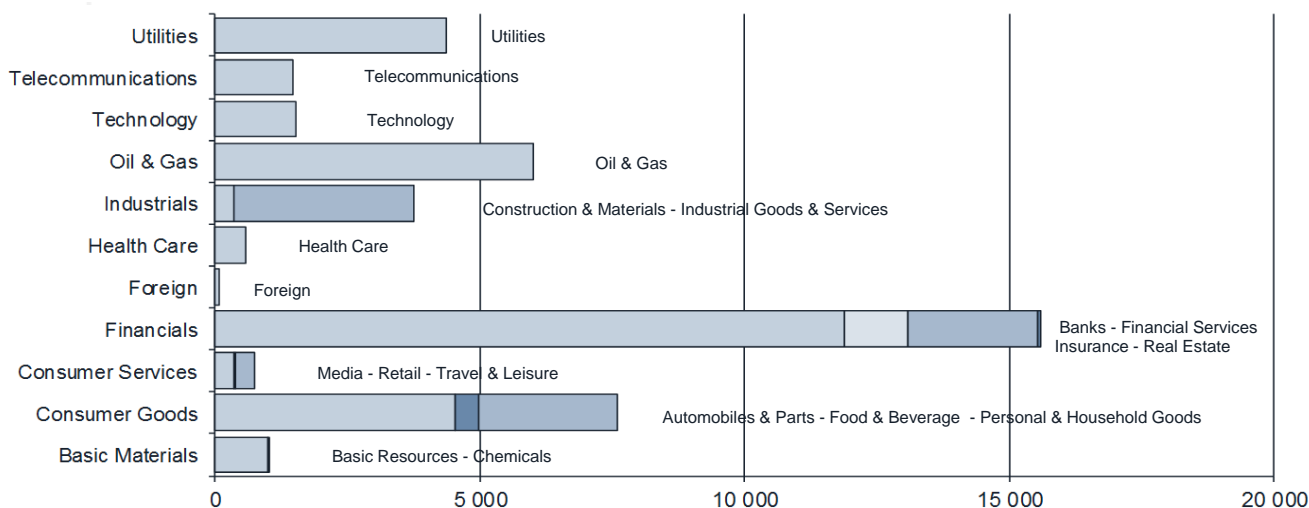 Utilities Utilities
Telecommunications Telecommunications
Technology Technology
Oil & Gas Oil & Gas
Industrials Construction & Materials - Industrial Goods & Services
Health Care Health Care
Foreign Foreign
Financials Banks - Financial Services
Insurance - Real Estate
Consumer Services Media - Retail - Travel & Leisure
Consumer Goods Automobiles & Parts - Food & Beverage - Personal & Household Goods
Basic Materials Basic Resources - Chemicals
0 5 000 10 000 15 000 20 000